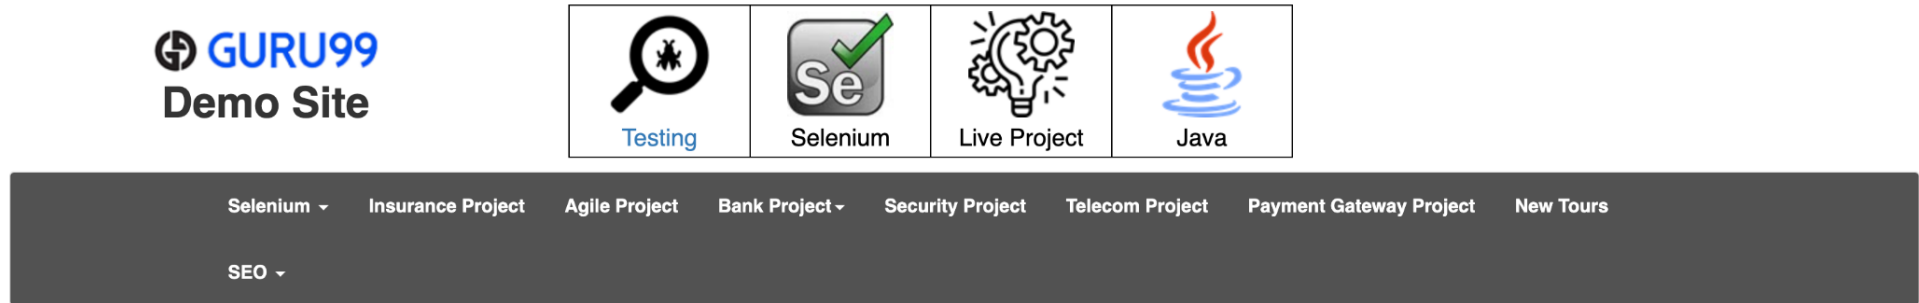 GURU99
Demo Site
Se
Testing Selenium Live Project Java
Selenium Insurance Project Agile Project Bank Project Security Project Telecom Project Payment Gateway Project New Tours
SEO